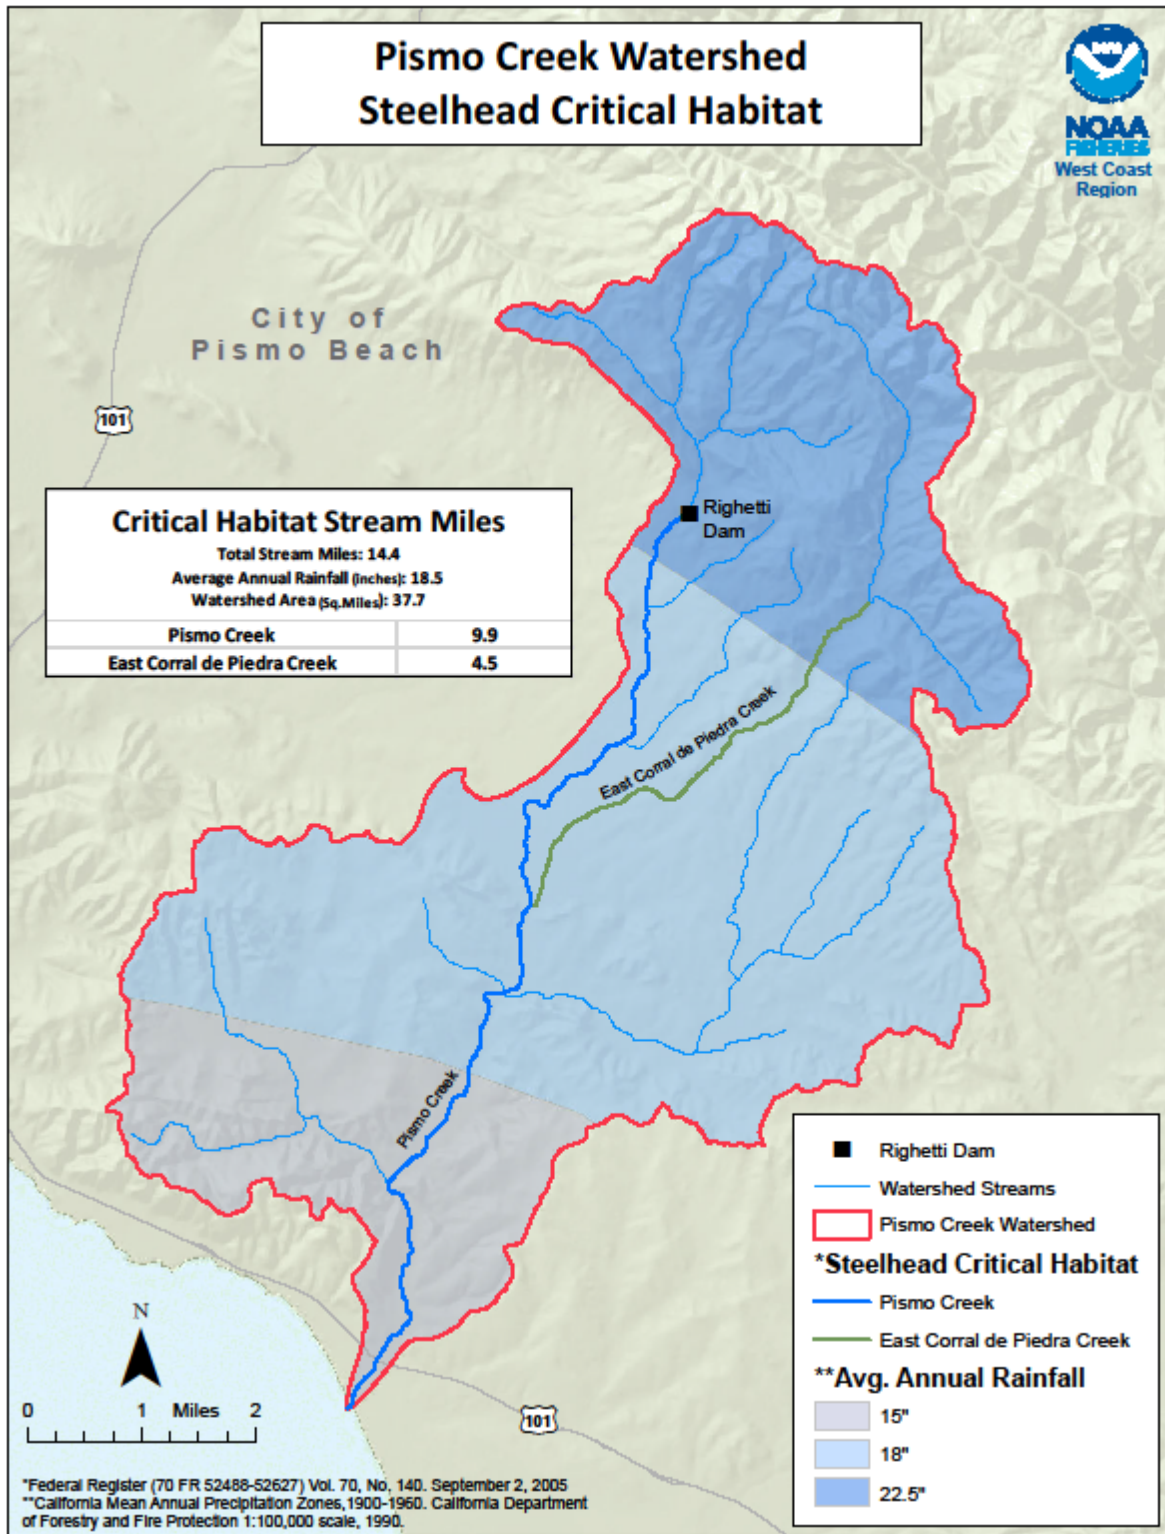 Pismo Creek Watershed
Steelhead Critical Habitat
NOAA
FISHERIES
West Coast
Region
City of
Pismo Beach
101
Righetti
Dam
Critical Habitat Stream Miles
Total Stream Miles: 14.4
Average Annual Rainfall (inches): 18.5
Watershed Area (Sq.Miles): 37.7
Pismo Creek 9.9
East Corral de Piedra Creek 4.5
East Corral de Piedra Creek
Pismo Creek
Righetti Dam
Watershed Streams
Pismo Creek Watershed
*Steelhead Critical Habitat
Pismo Creek
East Corral de Piedra Creek
**Avg. Annual Rainfall
15"
18"
22.5"
N
0 1 Miles 2
101
*Federal Register (70 FR 52488-52627) Vol. 70, No. 140. September 2, 2005
**California Mean Annual Precipitation Zones,1900-1960. California Department
of Forestry and Fire Protection 1:100,000 scale, 1990.